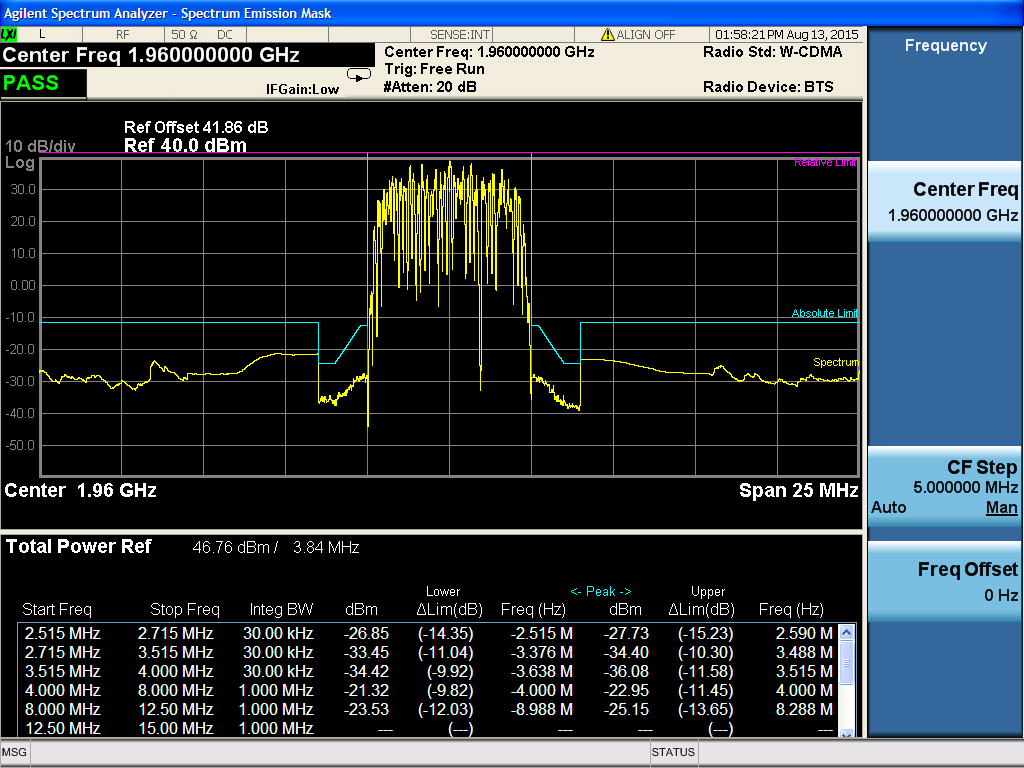 Agilent Spectrum Analyzer - Spectrum Emission Mask
LXI L RF 50 Ω DC SENSE:INT ALIGN OFF 01:58:21 PM Aug 13, 2015
Center Freq 1.960000000 GHz
Center Freq: 1.960000000 GHz
Radio Std: W-CDMA
Trig: Free Run
PASS
IFGain:Low
#Atten: 20 dB
Radio Device: BTS
Frequency
Ref Offset 41.86 dB
10 dB/div Ref 40.0 dBm
Log
Relative Limit
30.0
20.0
10.0
0.00
-10.0
-20.0
-30.0
-40.0
-50.0
Absolute Limit
Spectrum
Center 1.96 GHz
Span 25 MHz
Center Freq
1.960000000 GHz
CF Step
5.000000 MHz
Auto Man
Freq Offset
0 Hz
Total Power Ref 46.76 dBm / 3.84 MHz
Lower <- Peak -> Upper
Start Freq Stop Freq Integ BW dBm ΔLim(dB) Freq (Hz) dBm ΔLim(dB) Freq (Hz)
2.515 MHz 2.715 MHz 30.00 kHz -26.85 (-14.35) -2.515 M -27.73 (-15.23) 2.590 M
2.715 MHz 3.515 MHz 30.00 kHz -33.45 (-11.04) -3.376 M -34.40 (-10.30) 3.488 M
3.515 MHz 4.000 MHz 30.00 kHz -34.42 (-9.92) -3.638 M -36.08 (-11.58) 3.515 M
4.000 MHz 8.000 MHz 1.000 MHz -21.32 (-9.82) -4.000 M -22.95 (-11.45) 4.000 M
8.000 MHz 12.50 MHz 1.000 MHz -23.53 (-12.03) -8.988 M -25.15 (-13.65) 8.288 M
12.50 MHz 15.00 MHz 1.000 MHz --- (---) --- --- (---) ---
MSG STATUS